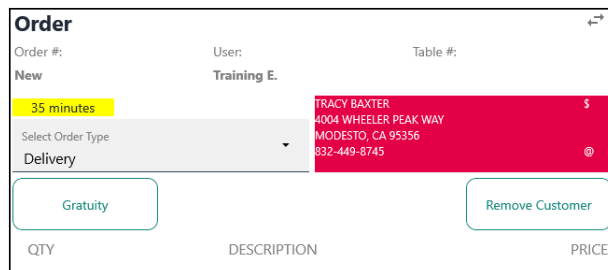 Order
Order #: User: Table #:
New Training E.
35 minutes
TRACY BAXTER $
4004 WHEELER PEAK WAY
MODESTO, CA 95356
832-449-8745 @
Select Order Type
Delivery
Gratuity Remove Customer
QTY DESCRIPTION PRICE